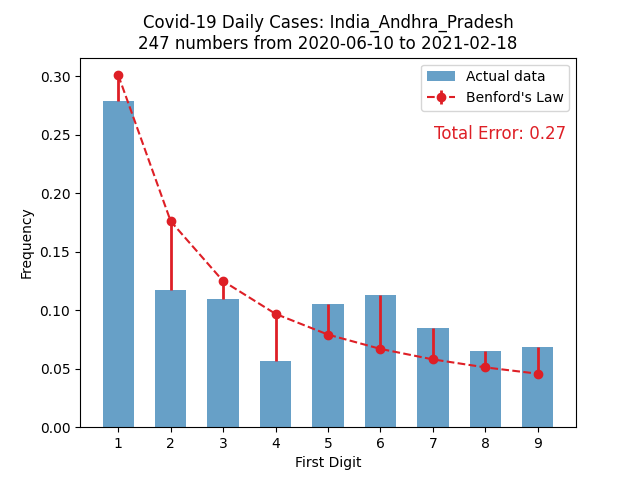 Covid-19 Daily Cases: India_Andhra_Pradesh
247 numbers from 2020-06-10 to 2021-02-18
Actual data
Benford's Law
Total Error: 0.27
0.30
0.25
0.20
0.15
0.10
0.05
0.00
Frequency
1 2 3 4 5 6 7 8 9
First Digit